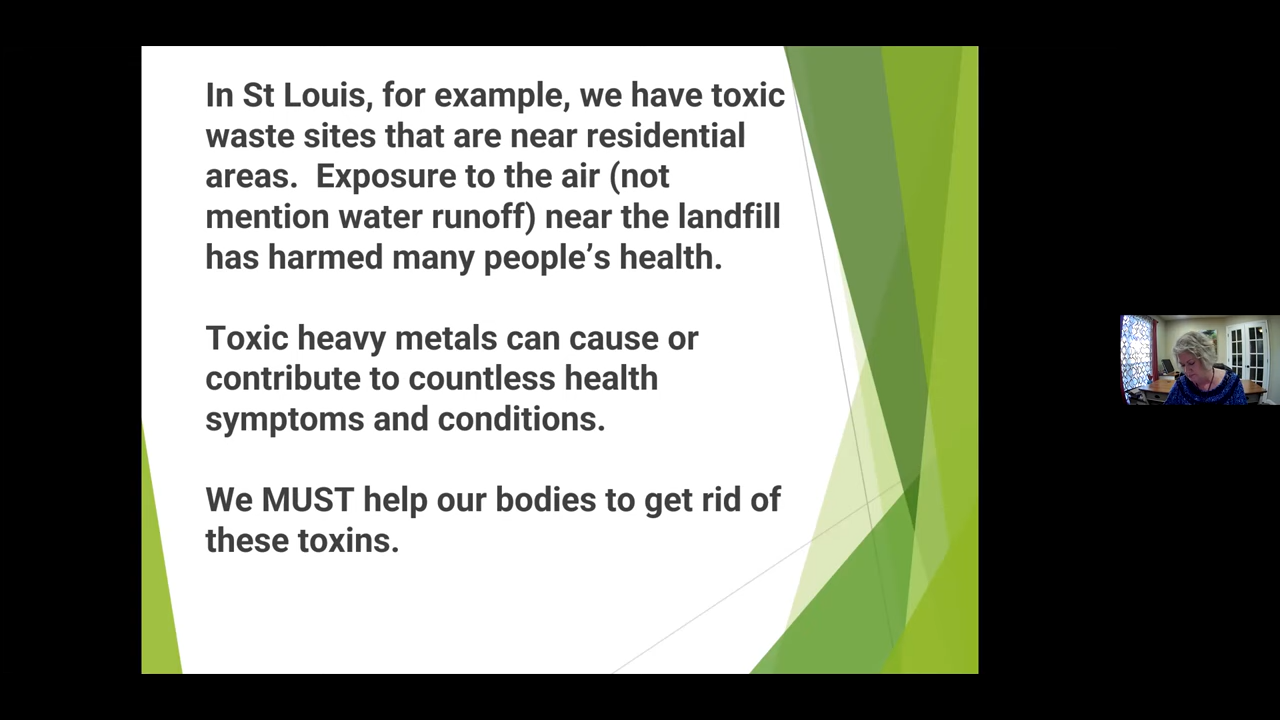 In St Louis, for example, we have toxic
waste sites that are near residential
areas.  Exposure to the air (not
mention water runoff) near the landfill
has harmed many people’s health.
Toxic heavy metals can cause or
contribute to countless health
symptoms and conditions.
We MUST help our bodies to get rid of
these toxins.